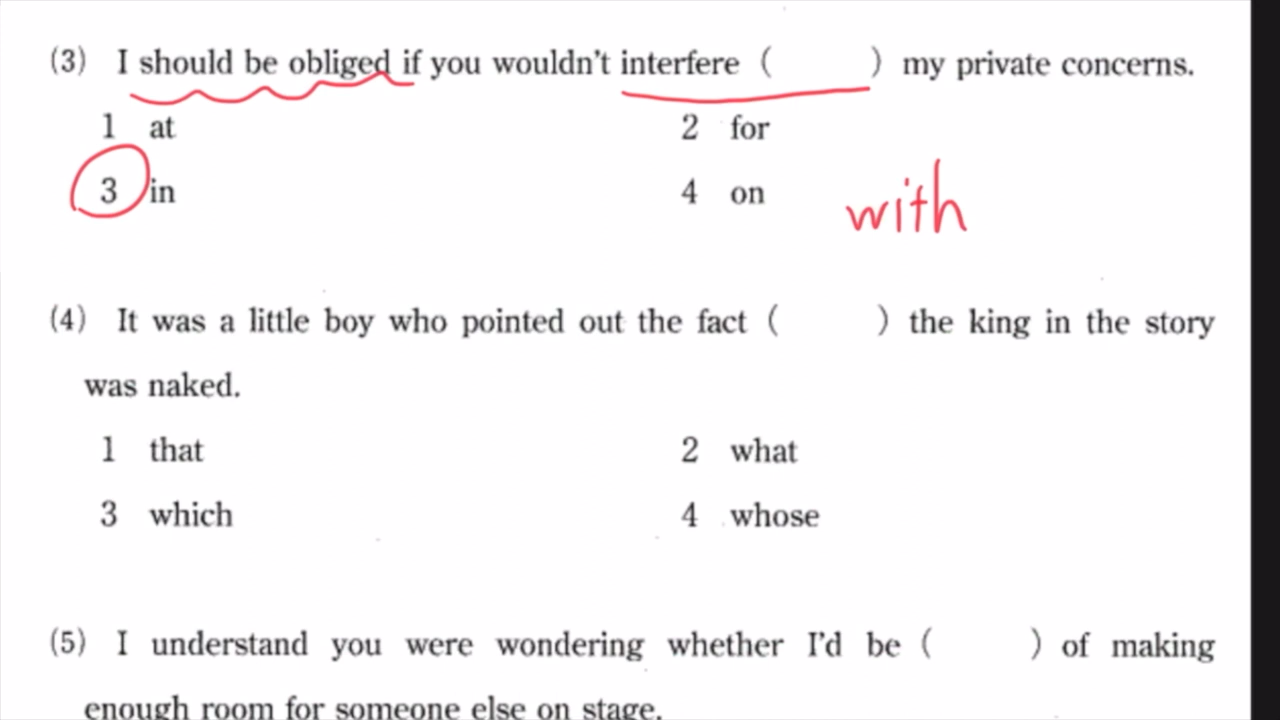 (3) I should be obliged if you wouldn't interfere ( ) my private concerns.
1 at 2 for
3 in 4 on
with
(4) It was a little boy who pointed out the fact ( ) the king in the story
was naked.
1 that 2 what
3 which 4 whose
(5) I understand you were wondering whether I'd be ( ) of making
enough room for someone else on stage.